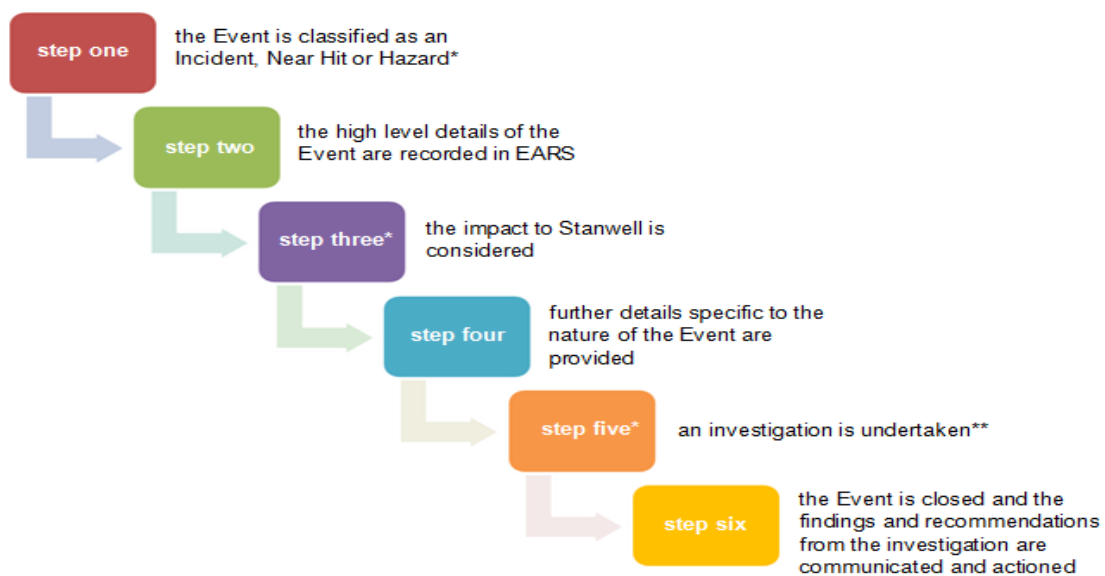 step one
the Event is classified as an
Incident, Near Hit or Hazard*
step two
the high level details of the
Event are recorded in EARS
step three*
the impact to Stanwell is
considered
step four
further details specific to the
nature of the Event are
provided
step five*
an investigation is undertaken**
step six
the Event is closed and the
findings and recommendations
from the investigation are
communicated and actioned